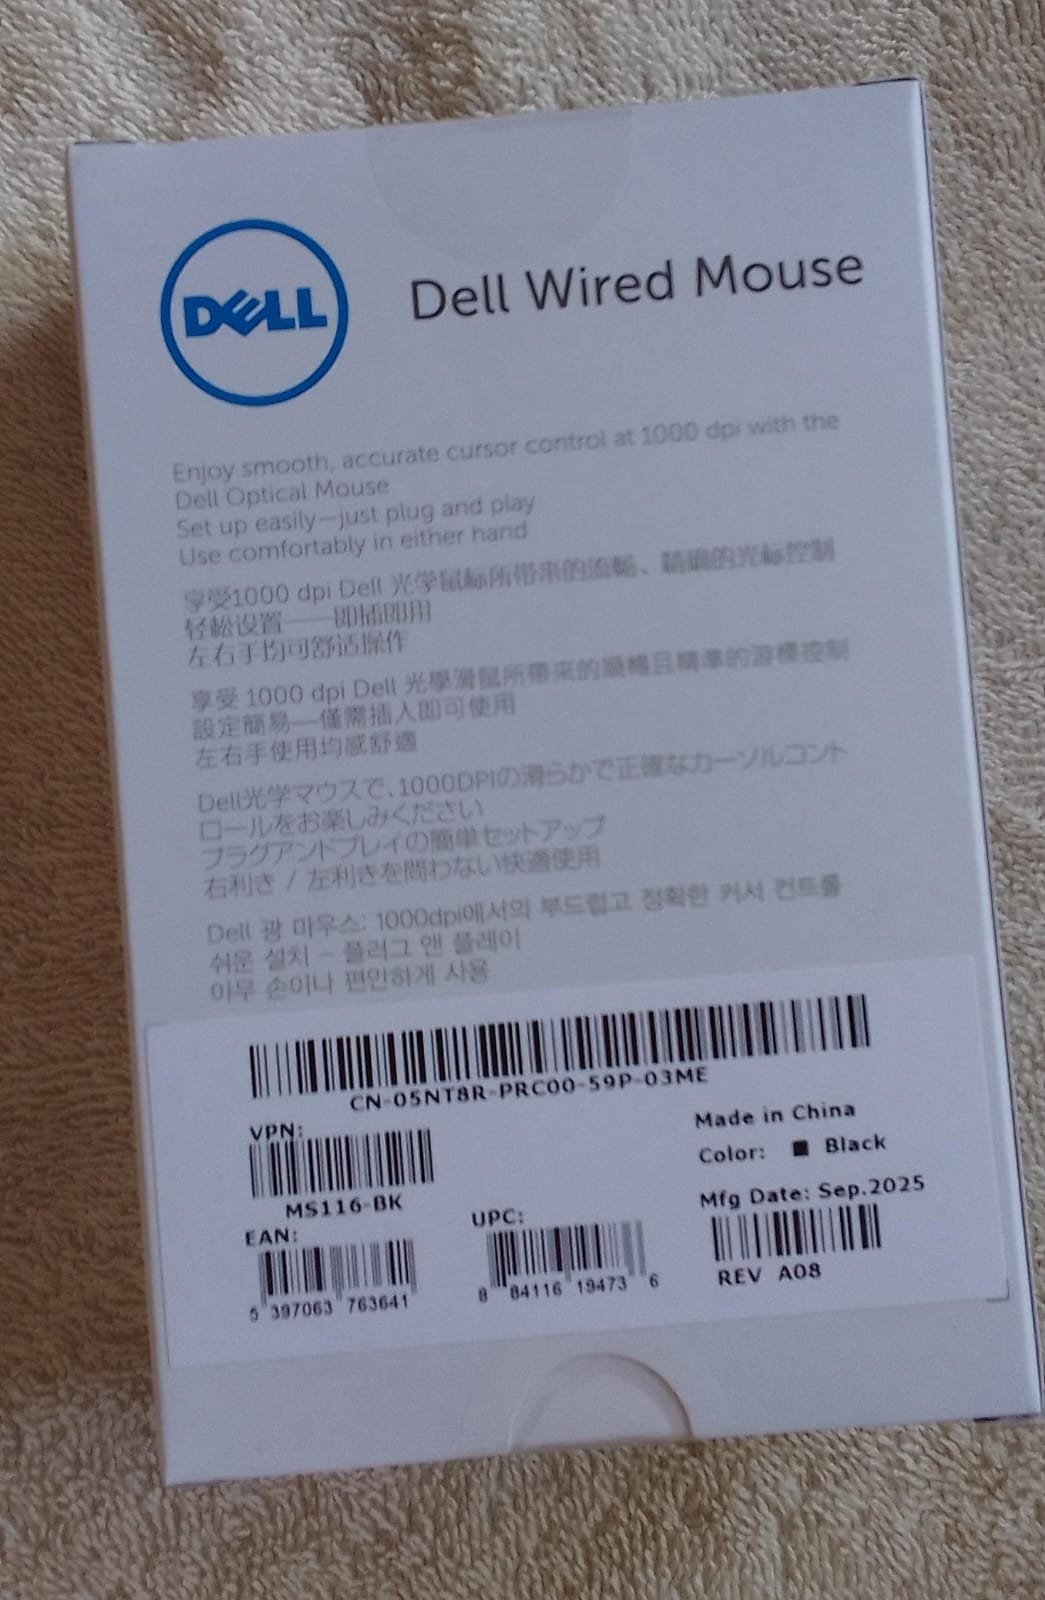 DELL
Dell Wired Mouse
Enjoy smooth, accurate cursor control at 1000 dpi with the
Dell Optical Mouse
Set up easily—just plug and play
Use comfortably in either hand
享受1000 dpi Dell 光学鼠标所带来的流畅、精确的光标控制
轻松设置——即插即用
左右手均可舒适操作
享受 1000 dpi Dell 光學滑鼠所帶來的順暢且精準的游標控制
設定簡易—僅需插入即可使用
左右手使用均感舒適
Dell光学マウスで、1000DPIの滑らかで正確なカーソルコント
ロールをお楽しみください
プラグアンドプレイの簡単セットアップ
右利き / 左利きを問わない快適使用
Dell 광 마우스: 1000dpi에서의 부드럽고 정확한 커서 컨트롤
쉬운 설치 – 플러그 앤 플레이
아무 손이나 편안하게 사용
CN-05NT8R-PRC00-59P-03ME
VPN:
MS116-BK
Made in China
Color: ■ Black
Mfg Date: Sep.2025
EAN:
5 397063 763641
UPC:
8 84116 19473 6
REV A08